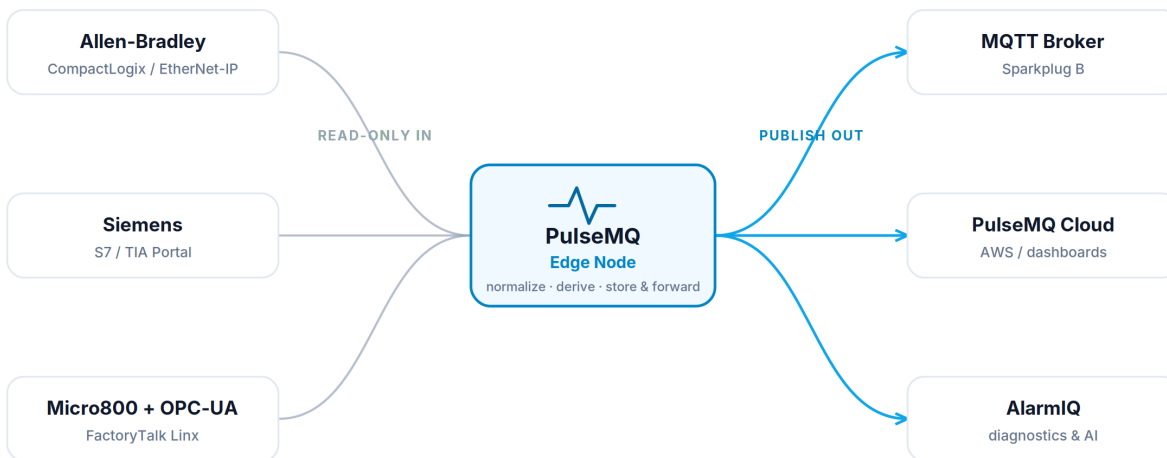 Allen-Bradley
CompactLogix / EtherNet-IP
MQTT Broker
Sparkplug B
READ-ONLY IN
PUBLISH OUT
Siemens
S7 / TIA Portal
PulseMQ
Edge Node
normalize · derive · store & forward
PulseMQ Cloud
AWS / dashboards
Micro800 + OPC-UA
FactoryTalk Linx
AlarmIQ
diagnostics & AI